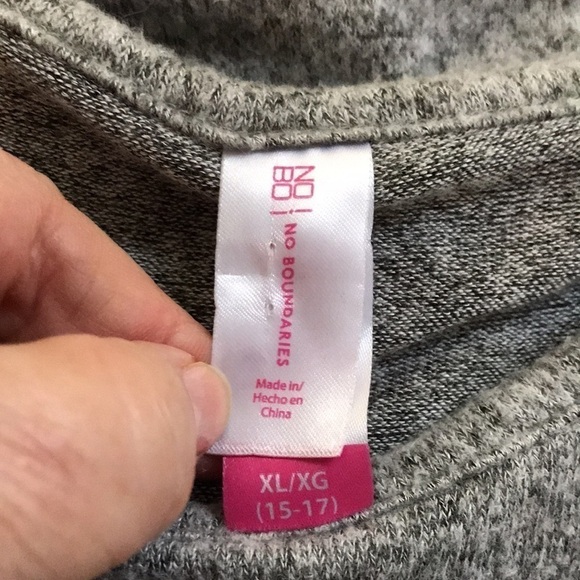 NO!
BO!
NO BOUNDARIES
Made in/
Hecho en
China
XL/XG
(15-17)